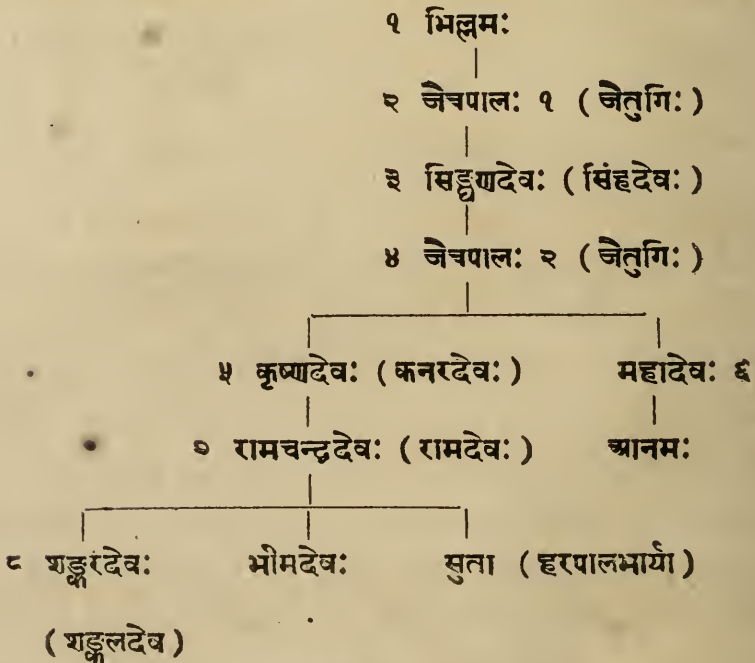 १ भिल्लमः
२ जैत्रपालः १ ( जैतुगिः )
३ सिङ्घणदेवः ( सिंहदेवः )
४ जैत्रपालः २ ( जैतुगिः )
५ कृष्णदेवः ( कनरदेवः ) महादेवः ६
७ रामचन्द्रदेवः ( रामदेवः ) आनमः
८ शङ्करदेवः भीमदेवः सुता ( हरपालभार्या )
( शङ्कलदेव )